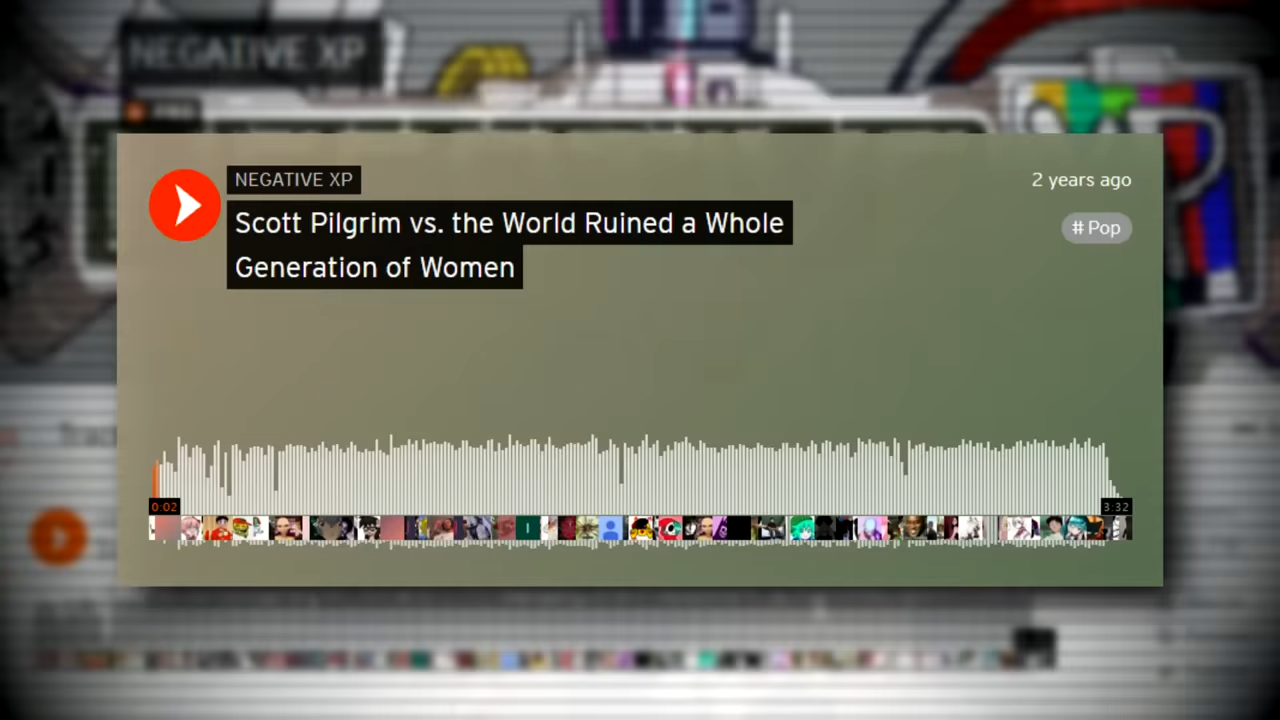 NEGATIVE XP
NEGATIVE XP
2 years ago
Scott Pilgrim vs. the World Ruined a Whole
Generation of Women
# Pop
0:02
3:32